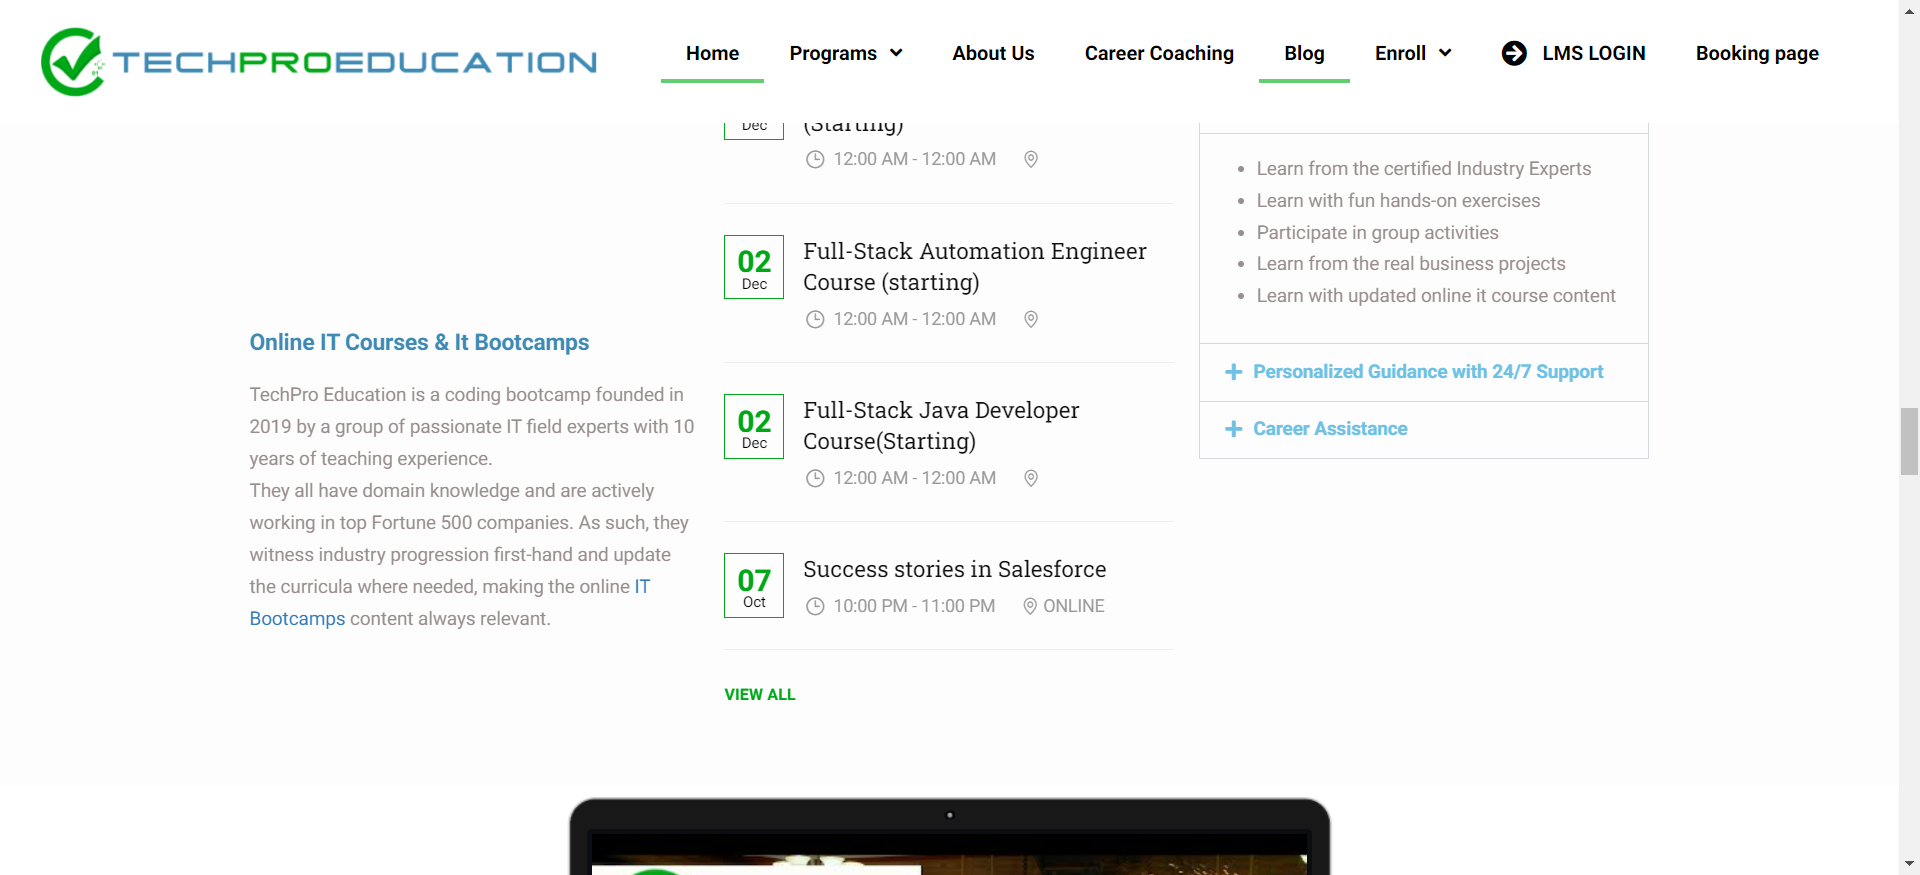 TECHPROEDUCATION
Home
Programs
About Us
Career Coaching
Blog
Enroll
LMS LOGIN
Booking page
Online IT Courses & It Bootcamps
TechPro Education is a coding bootcamp founded in
2019 by a group of passionate IT field experts with 10
years of teaching experience.
They all have domain knowledge and are actively
working in top Fortune 500 companies. As such, they
witness industry progression first-hand and update
the curricula where needed, making the online IT
Bootcamps content always relevant.
Dec
(Starting)
12:00 AM - 12:00 AM
02
Dec
Full-Stack Automation Engineer
Course (starting)
12:00 AM - 12:00 AM
02
Dec
Full-Stack Java Developer
Course(Starting)
12:00 AM - 12:00 AM
07
Oct
Success stories in Salesforce
10:00 PM - 11:00 PM
ONLINE
VIEW ALL
Learn from the certified Industry Experts
Learn with fun hands-on exercises
Participate in group activities
Learn from the real business projects
Learn with updated online it course content
Personalized Guidance with 24/7 Support
Career Assistance